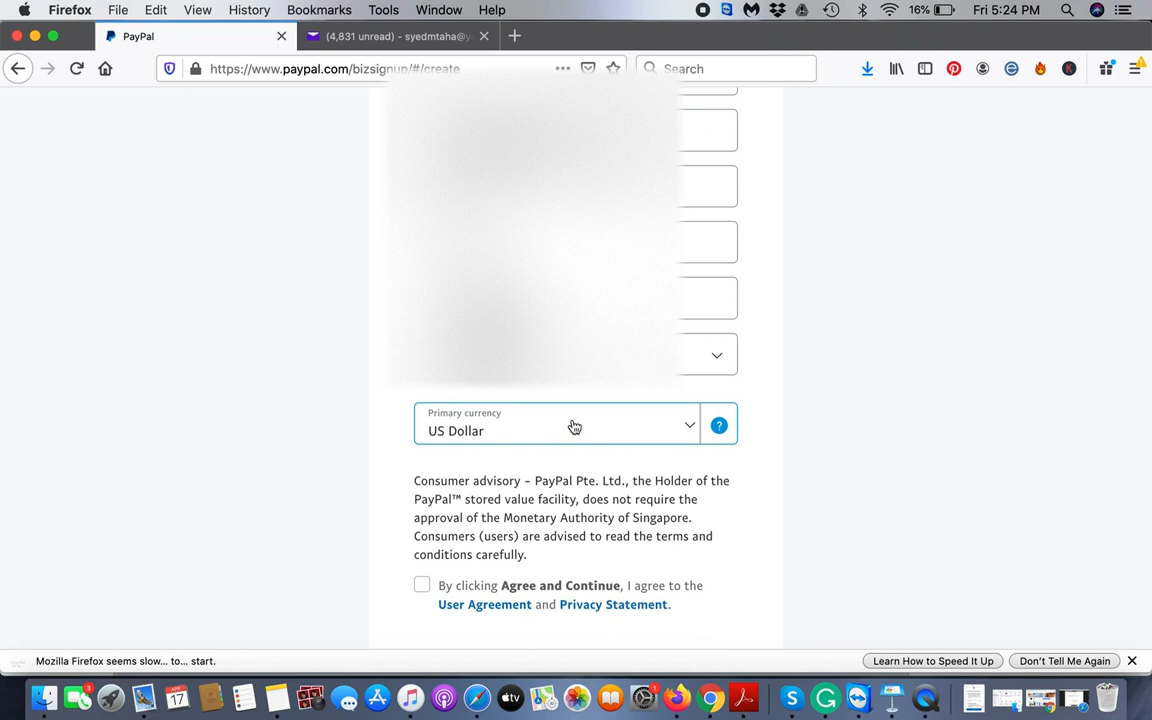 Firefox File Edit View History Bookmarks Tools Window Help 16% Fri 5:24 PM
PayPal (4,831 unread) - syedmtaha@y
https://www.paypal.com/bizsignup/#/create Search
Primary currency
US Dollar
?
Consumer advisory - PayPal Pte. Ltd., the Holder of the
PayPal™ stored value facility, does not require the
approval of the Monetary Authority of Singapore.
Consumers (users) are advised to read the terms and
conditions carefully.
By clicking Agree and Continue, I agree to the
User Agreement and Privacy Statement.
Mozilla Firefox seems slow... to... start. Learn How to Speed It Up Don't Tell Me Again
3 17 tv 1